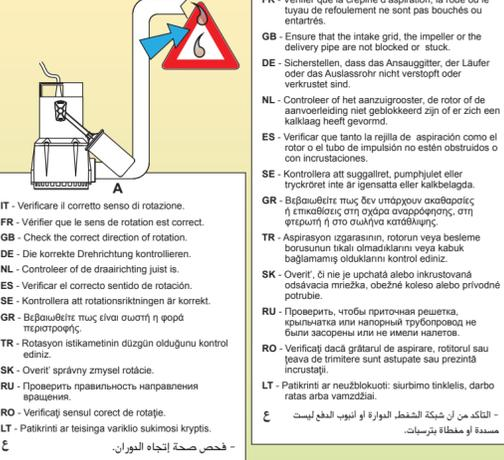 A
IT - Verificare il corretto senso di rotazione.
FR - Vérifier que le sens de rotation est correct.
GB - Check the correct direction of rotation.
DE - Die korrekte Drehrichtung kontrollieren.
NL - Controleer of de draairichting juist is.
ES - Verificar el correcto sentido de rotación.
SE - Kontrollera att rotationsriktningen är korrekt.
GR - Βεβαιωθείτε πως είναι σωστή η φορά
περιστροφής.
TR - Rotasyon istikametinin düzgün olduğunu kontrol
ediniz.
SK - Overiť správny zmysel rotácie.
RU - Проверить правильность направления
вращения.
RO - Verificaţi sensul corect de rotaţie.
LT - Patikrinti ar teisinga variklio sukimosi kryptis.
ع - فحص صحة إتجاه الدوران.
FR - Vérifier que la crépine d'aspiration, la roue ou le
tuyau de refoulement ne sont pas bouchés ou
entartrés.
GB - Ensure that the intake grid, the impeller or the
delivery pipe are not blocked or stuck.
DE - Sicherstellen, dass das Ansauggitter, der Läufer
oder das Auslassrohr nicht verstopft oder
verkrustet sind.
NL - Controleer of het aanzuigrooster, de rotor of de
aanvoerleiding niet geblokkeerd zijn of er zich een
kalklaag heeft gevormd.
ES - Verificar que tanto la rejilla de aspiración como el
rotor o el tubo de impulsión no estén obstruidos o
con incrustaciones.
SE - Kontrollera att suggallret, pumphjulet eller
tryckröret inte är igensatta eller kalkbelagda.
GR - Βεβαιωθείτε πως δεν υπάρχουν ακαθαρσίες
ή επικαθίσεις στη σχάρα αναρρόφησης, στη
φτερωτή ή στο σωλήνα κατάθλιψης.
TR - Aspirasyon ızgarasının, rotorun veya besleme
borusunun tıkalı olmadıklarını veya kabuk
bağlamamış olduklarını kontrol ediniz.
SK - Overiť, či nie je upchatá alebo inkrustovaná
odsávacia mriežka, obežné koleso alebo prívodné
potrubie.
RU - Проверить, чтобы приточная решетка,
крыльчатка или напорный трубопровод не
были засорены или не имели налетов.
RO - Verificaţi dacă grătarul de aspirare, rotitorul sau
ţeava de trimitere sunt astupate sau prezintă
incrustaţii.
LT - Patikrinti ar neužblokuoti: siurbimo tinklelis, darbo
ratas arba vamzdžiai.
ع - التأكد من أن شبكة الشفط, الدوارة أو أنبوب الدفع ليست
مسددة أو مغطاة بترسبات.